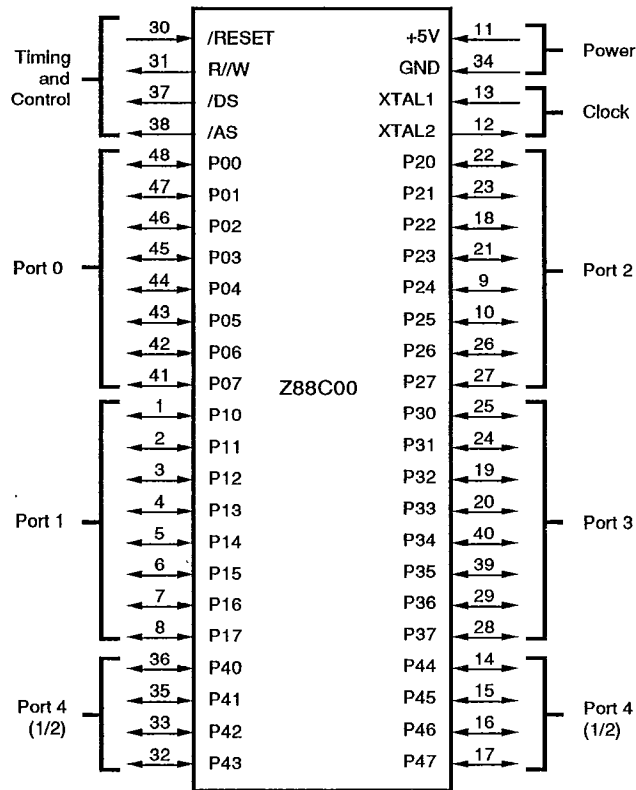 30 /RESET +5V 11
Timing and Control
31 R//W GND 34
Power
37 /DS XTAL1 13
38 /AS XTAL2 12
Clock
48 P00 P20 22
47 P01 P21 23
46 P02 P22 18
45 P03 P23 21
Port 0
Port 2
44 P04 P24 9
43 P05 P25 10
42 P06 P26 26
41 P07 P27 27
Z88C00
1 P10 P30 25
2 P11 P31 24
3 P12 P32 19
4 P13 P33 20
Port 1
Port 3
5 P14 P34 40
6 P15 P35 39
7 P16 P36 29
8 P17 P37 28
36 P40 P44 14
35 P41 P45 15
Port 4
(1/2)
Port 4
(1/2)
33 P42 P46 16
32 P43 P47 17